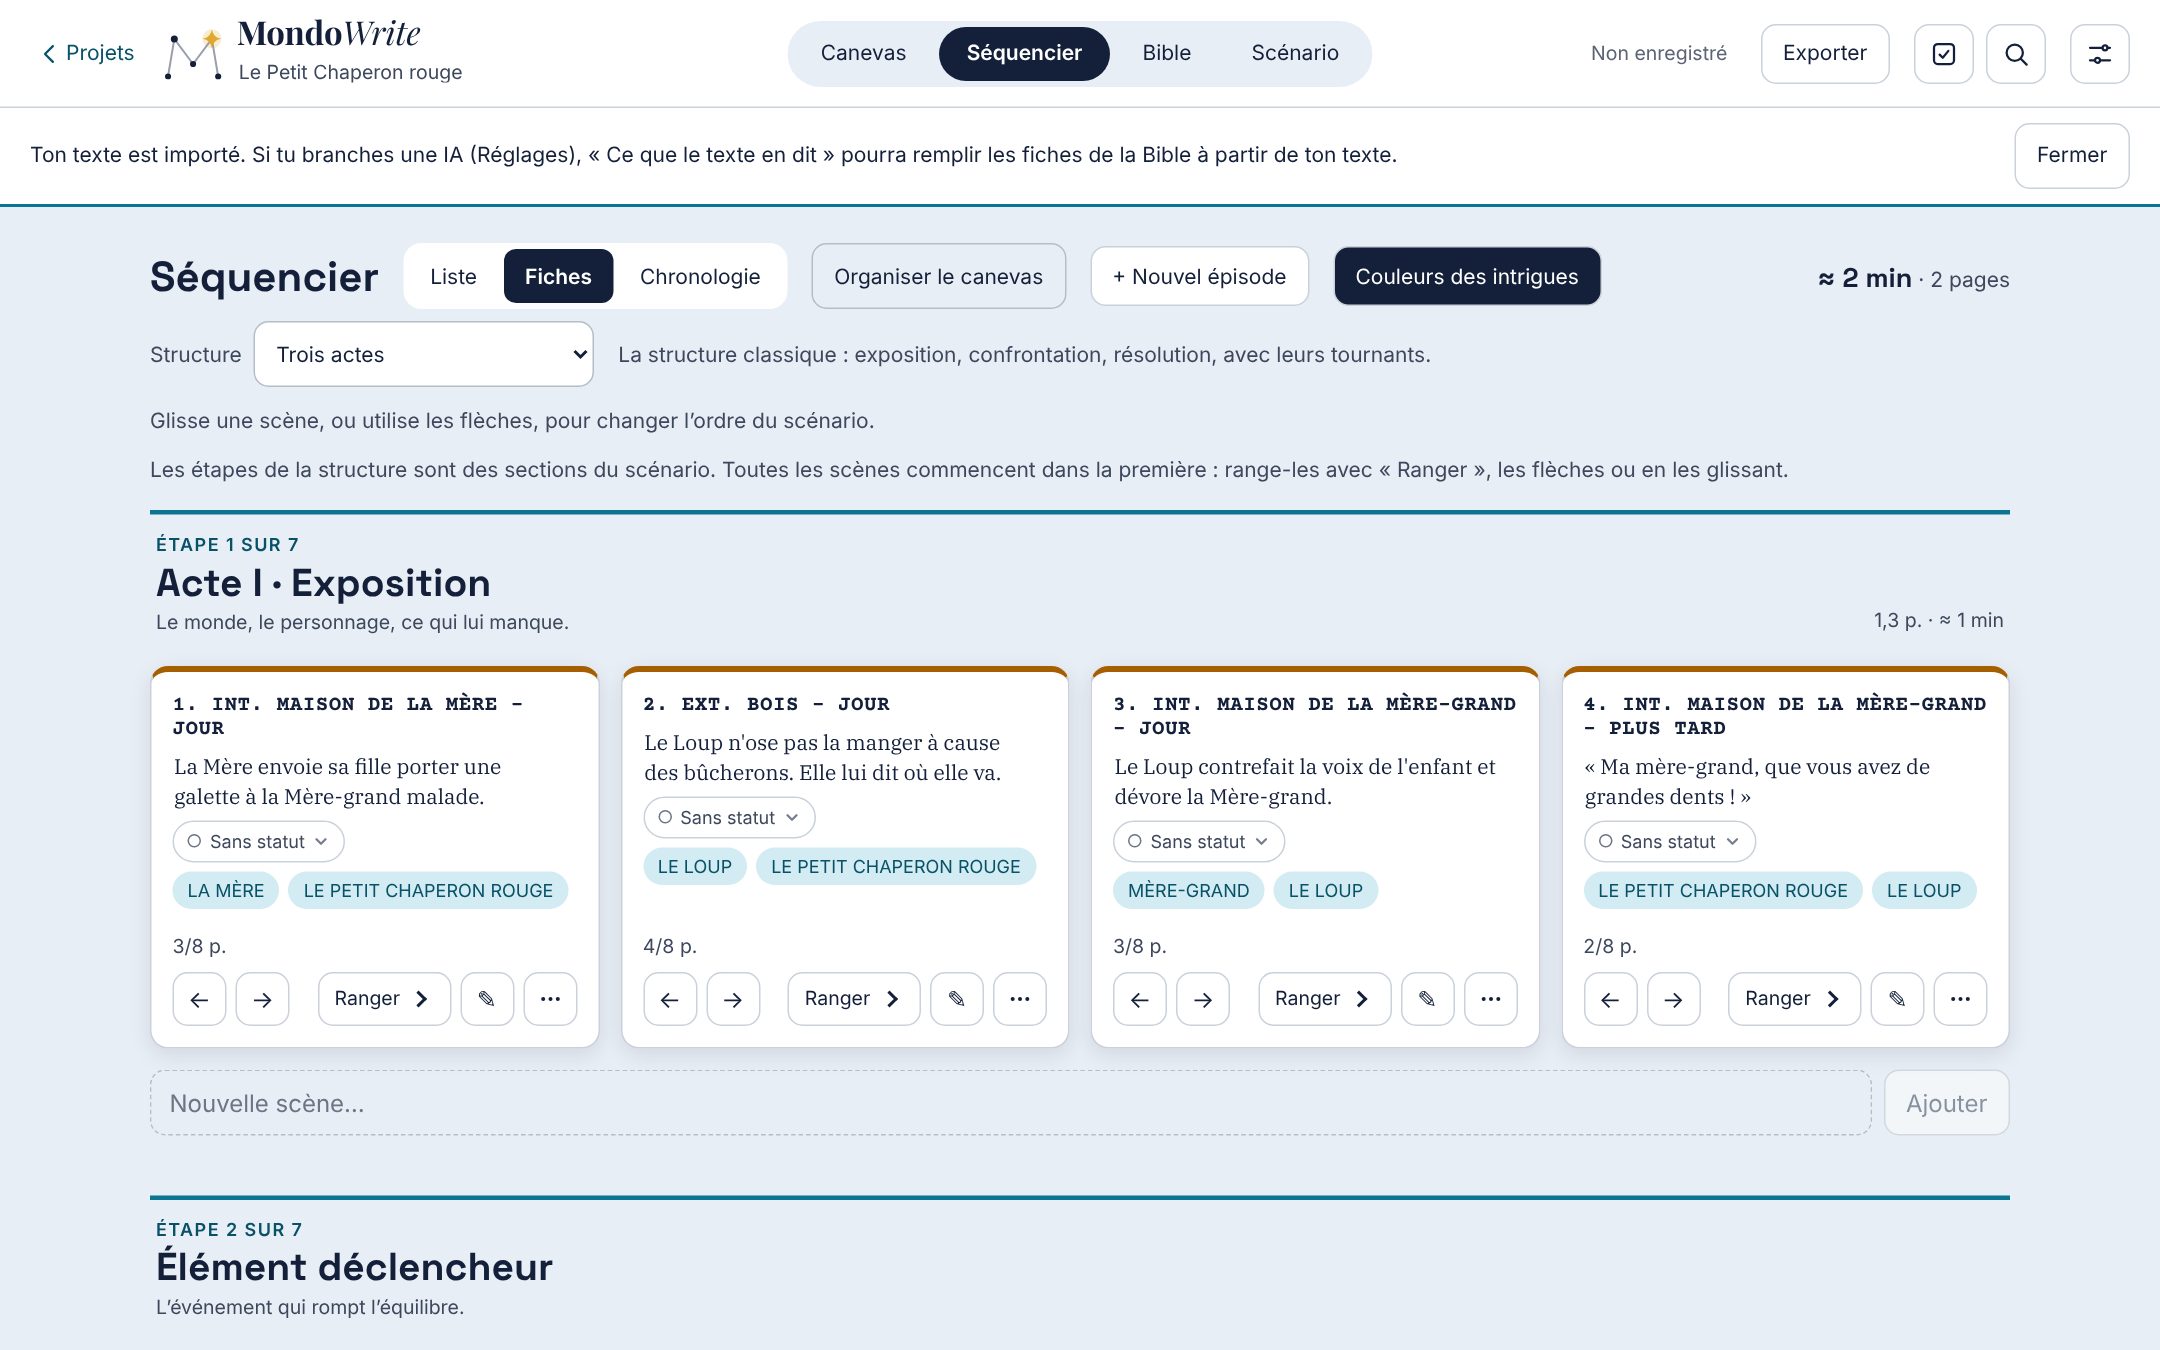 Projets
MondoWrite
Le Petit Chaperon rouge
Canevas
Séquencier
Bible
Scénario
Non enregistré
Exporter
Ton texte est importé. Si tu branches une IA (Réglages), « Ce que le texte en dit » pourra remplir les fiches de la Bible à partir de ton texte.
Fermer
Séquencier
Liste
Fiches
Chronologie
Organiser le canevas
+ Nouvel épisode
Couleurs des intrigues
≈ 2 min · 2 pages
Structure
Trois actes
La structure classique : exposition, confrontation, résolution, avec leurs tournants.
Glisse une scène, ou utilise les flèches, pour changer l’ordre du scénario.
Les étapes de la structure sont des sections du scénario. Toutes les scènes commencent dans la première : range-les avec « Ranger », les flèches ou en les glissant.
ÉTAPE 1 SUR 7
Acte I · Exposition
Le monde, le personnage, ce qui lui manque.
1,3 p. · ≈ 1 min
1. INT. MAISON DE LA MÈRE -
JOUR
La Mère envoie sa fille porter une
galette à la Mère-grand malade.
Sans statut
LA MÈRE
LE PETIT CHAPERON ROUGE
3/8 p.
← →
Ranger
✎
...
2. EXT. BOIS - JOUR
Le Loup n'ose pas la manger à cause
des bûcherons. Elle lui dit où elle va.
Sans statut
LE LOUP
LE PETIT CHAPERON ROUGE
4/8 p.
← →
Ranger
✎
...
3. INT. MAISON DE LA MÈRE-GRAND
- JOUR
Le Loup contrefait la voix de l'enfant et
dévore la Mère-grand.
Sans statut
MÈRE-GRAND
LE LOUP
3/8 p.
← →
Ranger
✎
...
4. INT. MAISON DE LA MÈRE-GRAND
- PLUS TARD
« Ma mère-grand, que vous avez de
grandes dents ! »
Sans statut
LE PETIT CHAPERON ROUGE
LE LOUP
2/8 p.
← →
Ranger
✎
...
Nouvelle scène...
Ajouter
ÉTAPE 2 SUR 7
Élément déclencheur
L’événement qui rompt l’équilibre.